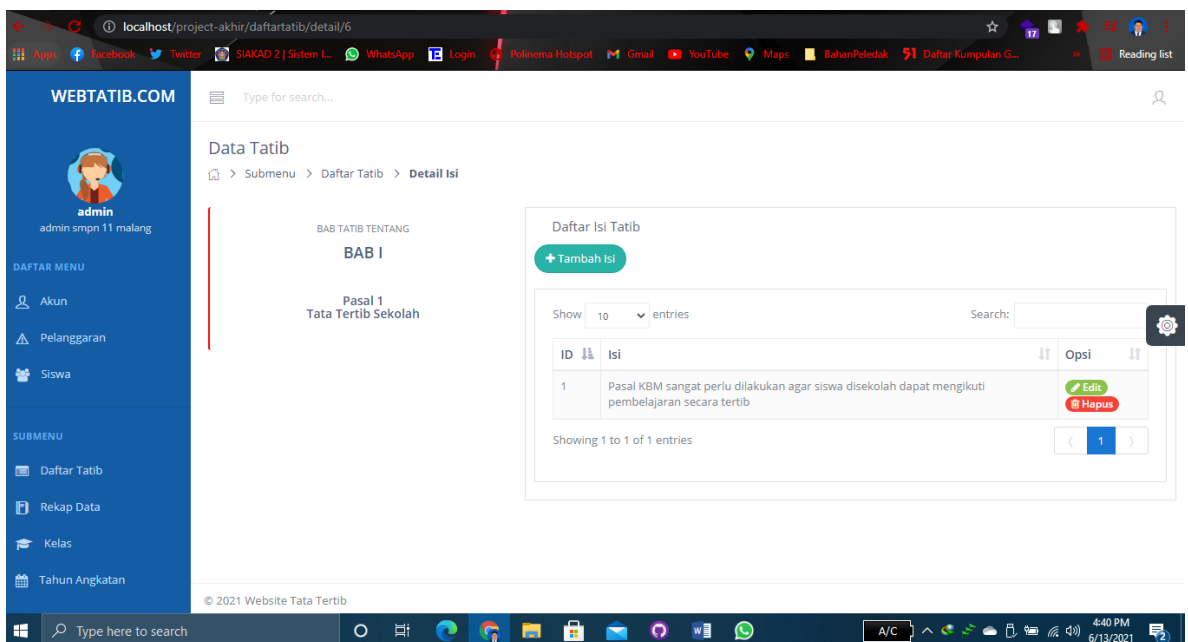 localhost/project-akhir/daftartatib/detail/6
17
Apps Facebook Twitter SIAKAD 2 | Sistem I... WhatsApp Login Polinema Hotspot Gmail YouTube Maps BahanPeledak Daftar Kumpulan G... » Reading list
WEBTATIB.COM
Type for search...
Data Tatib
> Submenu > Daftar Tatib > Detail Isi
admin
admin smpn 11 malang
DAFTAR MENU
Akun
Pelanggaran
Siswa
SUBMENU
Daftar Tatib
Rekap Data
Kelas
Tahun Angkatan
BAB TATIB TENTANG
BAB I
Pasal 1
Tata Tertib Sekolah
Daftar Isi Tatib
+ Tambah Isi
Show 10 entries
Search:
ID Isi Opsi
1 Pasal KBM sangat perlu dilakukan agar siswa disekolah dapat mengikuti
pembelajaran secara tertib
Edit
Hapus
Showing 1 to 1 of 1 entries
1
© 2021 Website Tata Tertib
Type here to search
A/C
4:40 PM
6/13/2021
2